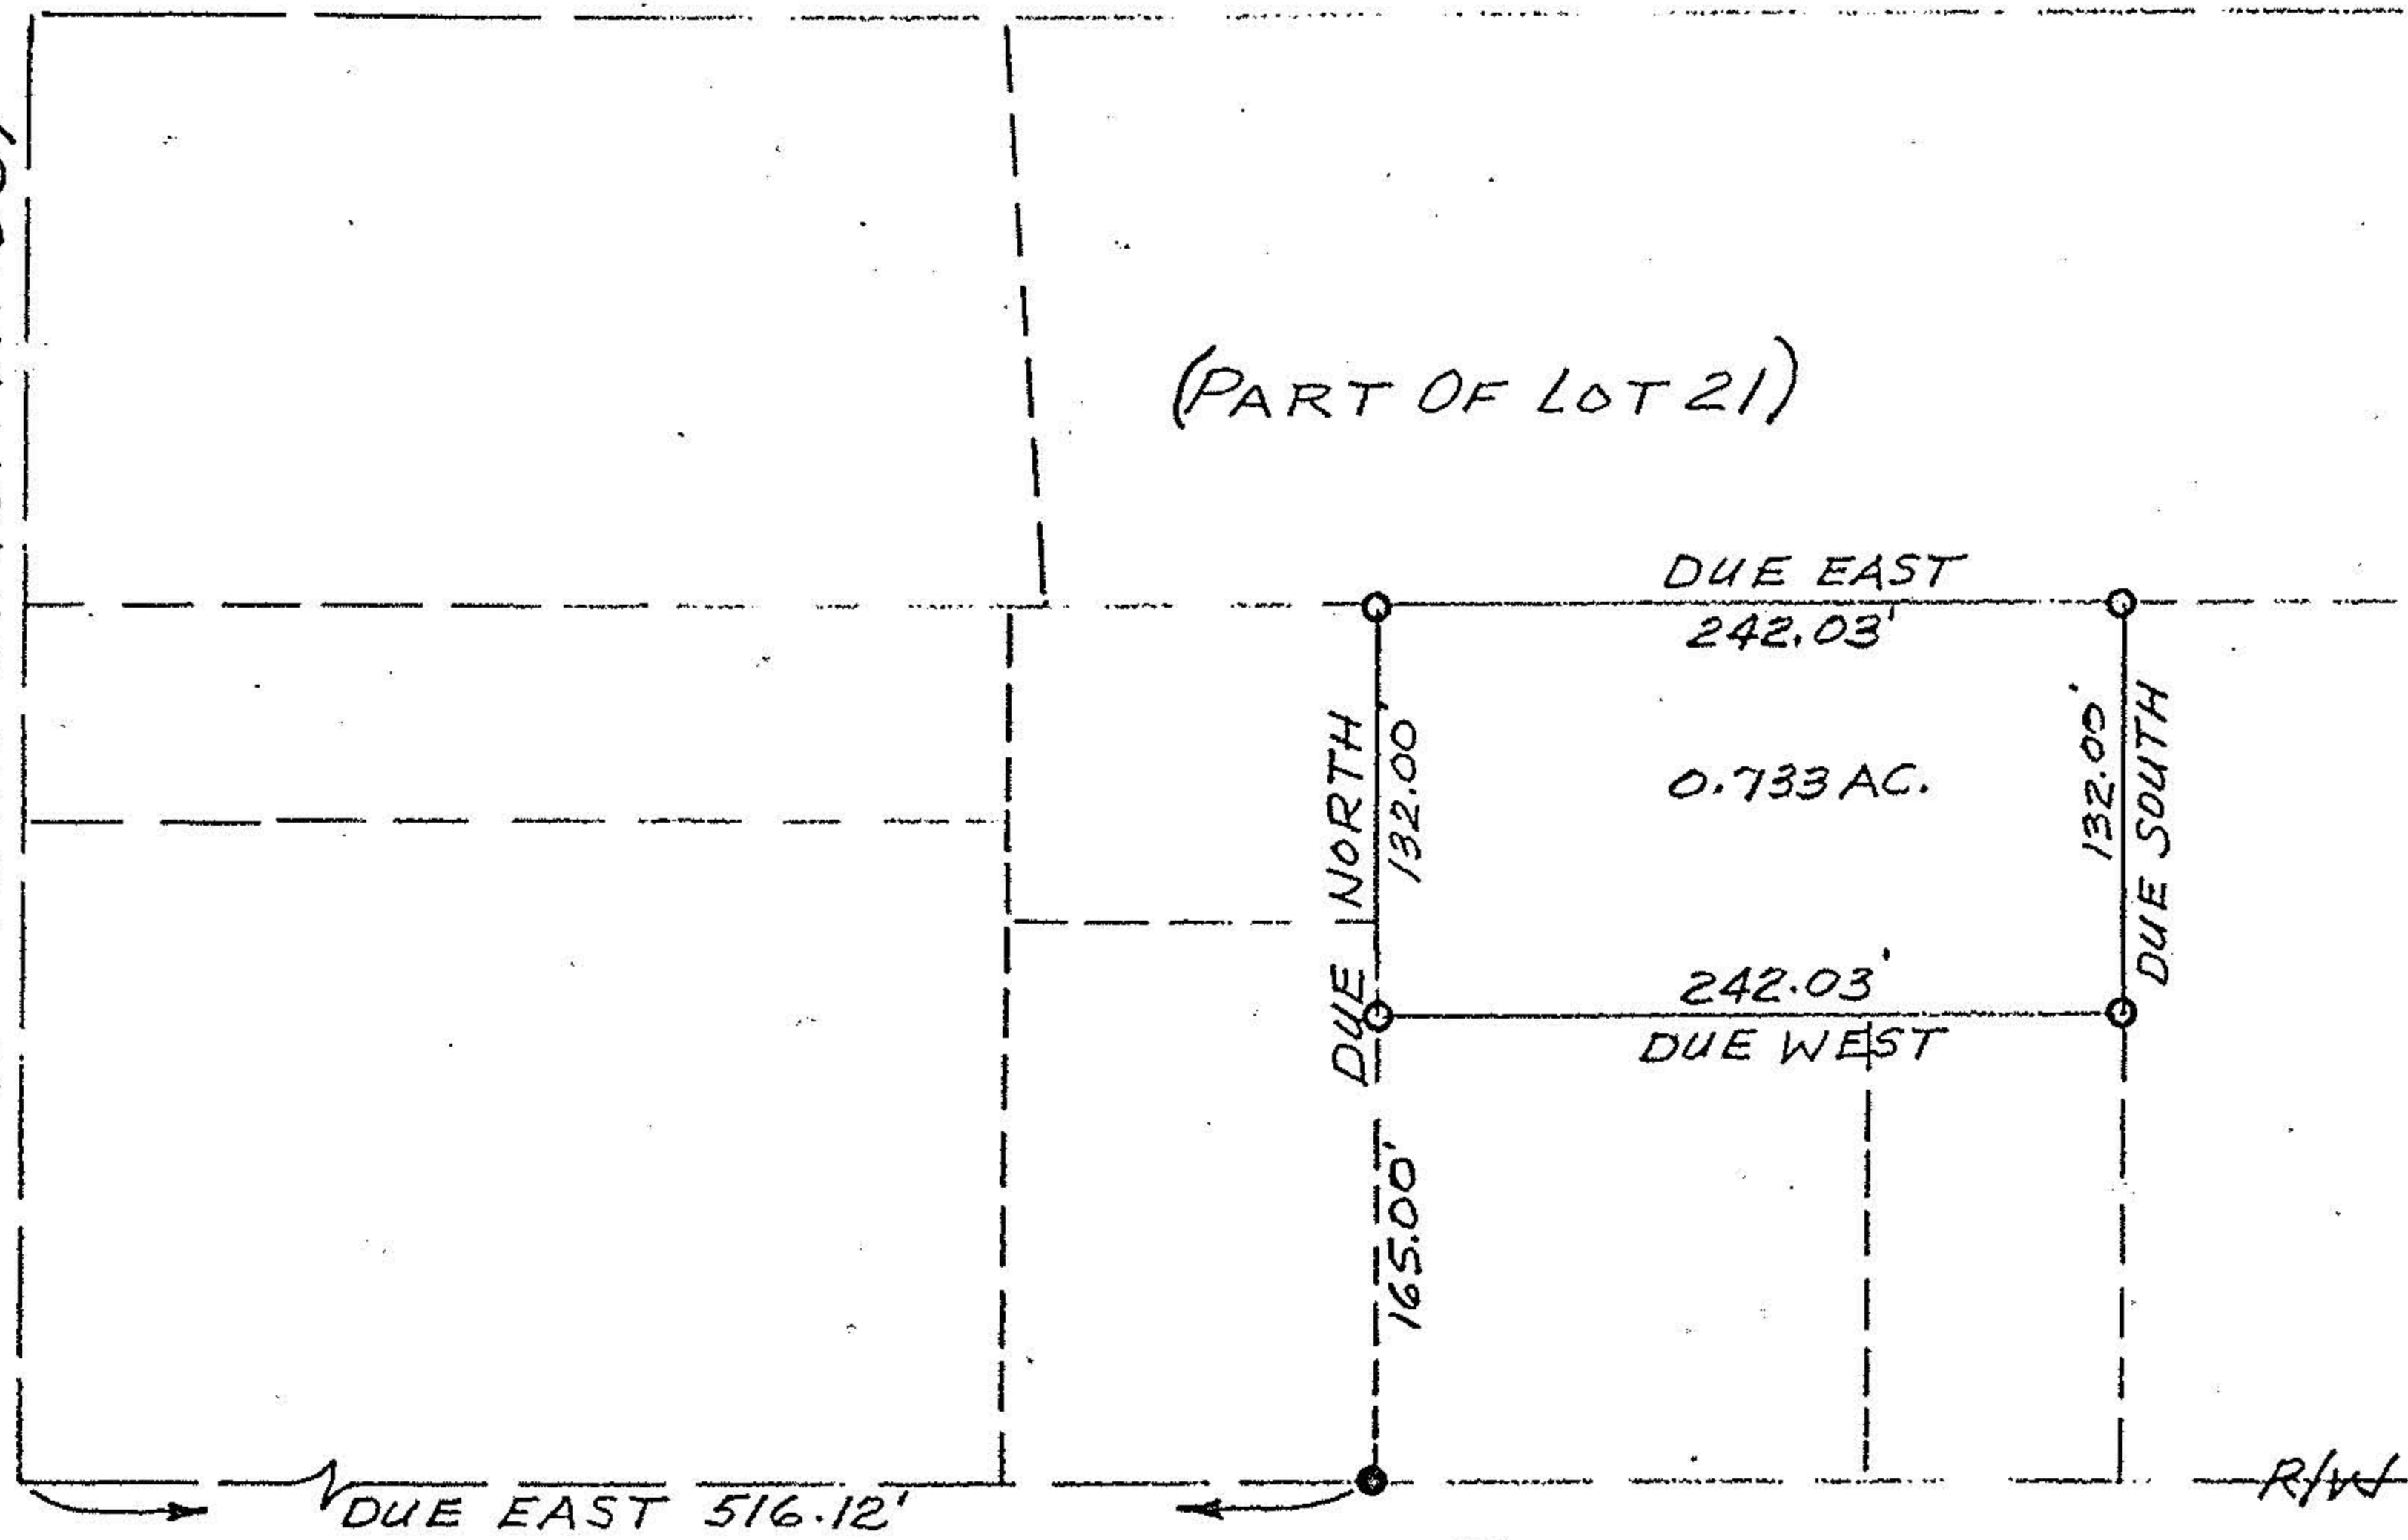 (PART OF LOT 21)
DUE EAST
242.03'
DUE NORTH
132.00'
0.733 AC.
132.00'
DUE SOUTH
242.03'
DUE WEST
165.00'
DUE EAST 516.12'
R/W